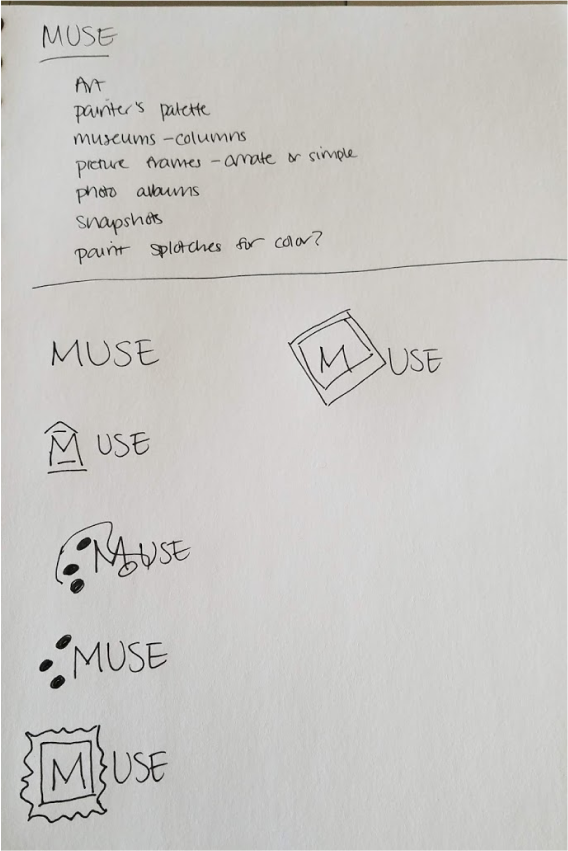 MUSE
Art
painter's palette
museums - columns
picture frames - ornate or simple
photo albums
snapshots
paint splotches for color?
MUSE
MUSE
MUSE
MUSE
MUSE
MUSE